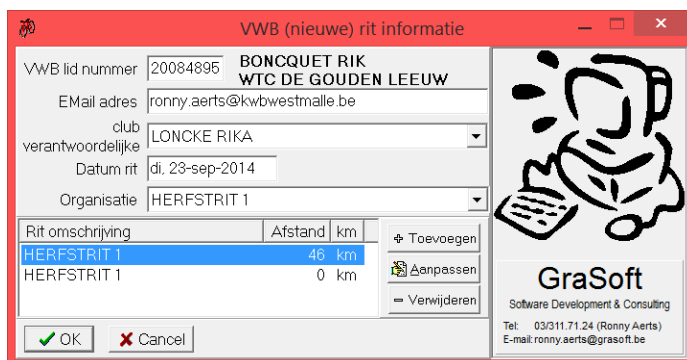 VWB (nieuwe) rit informatie
VWB lid nummer 20084895 BONCQUET RIK
WTC DE GOUDEN LEEUW
EMail adres ronny.aerts@kwbwestmalle.be
club
verantwoordelijke LONCKE RIKA
Datum rit di, 23-sep-2014
Organisatie HERFSTRIT 1
Rit omschrijving Afstand km
HERFSTRIT 1 46 km
HERFSTRIT 1 0 km
Toevoegen
Aanpassen
Verwijderen
OK Cancel
GraSoft
Software Development & Consulting
Tel: 03/311.71.24 (Ronny Aerts)
E-mail: ronny.aerts@grasoft.be